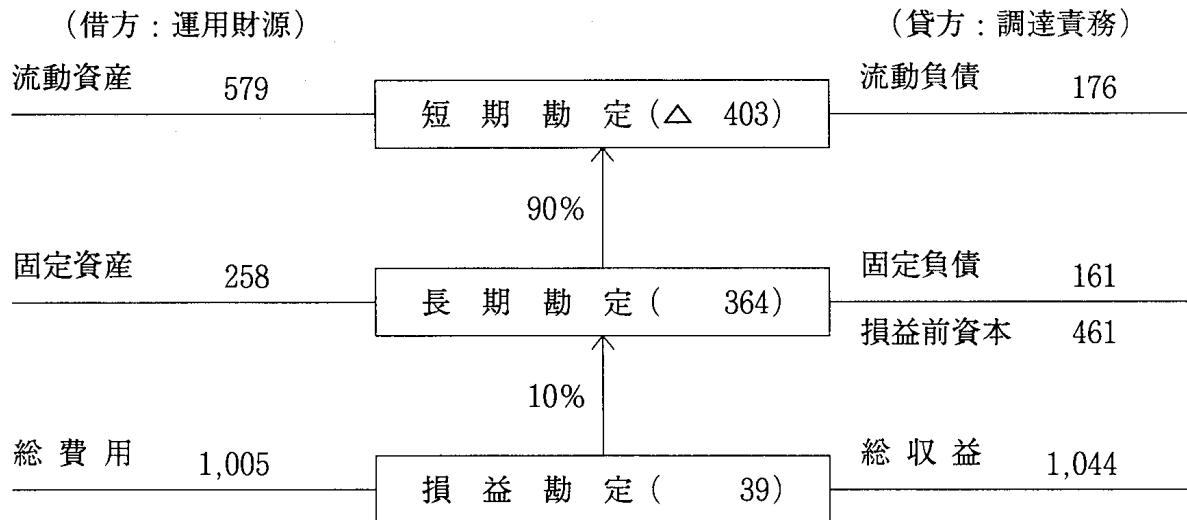 (借方:運用財源) (貸方:調達責務)
流動資産 579 短期勘定(△ 403) 流動負債 176
90%
固定資産 258 長期勘定( 364) 固定負債 161
損益前資本 461
10%
総費用 1,005 損益勘定( 39) 総収益 1,044